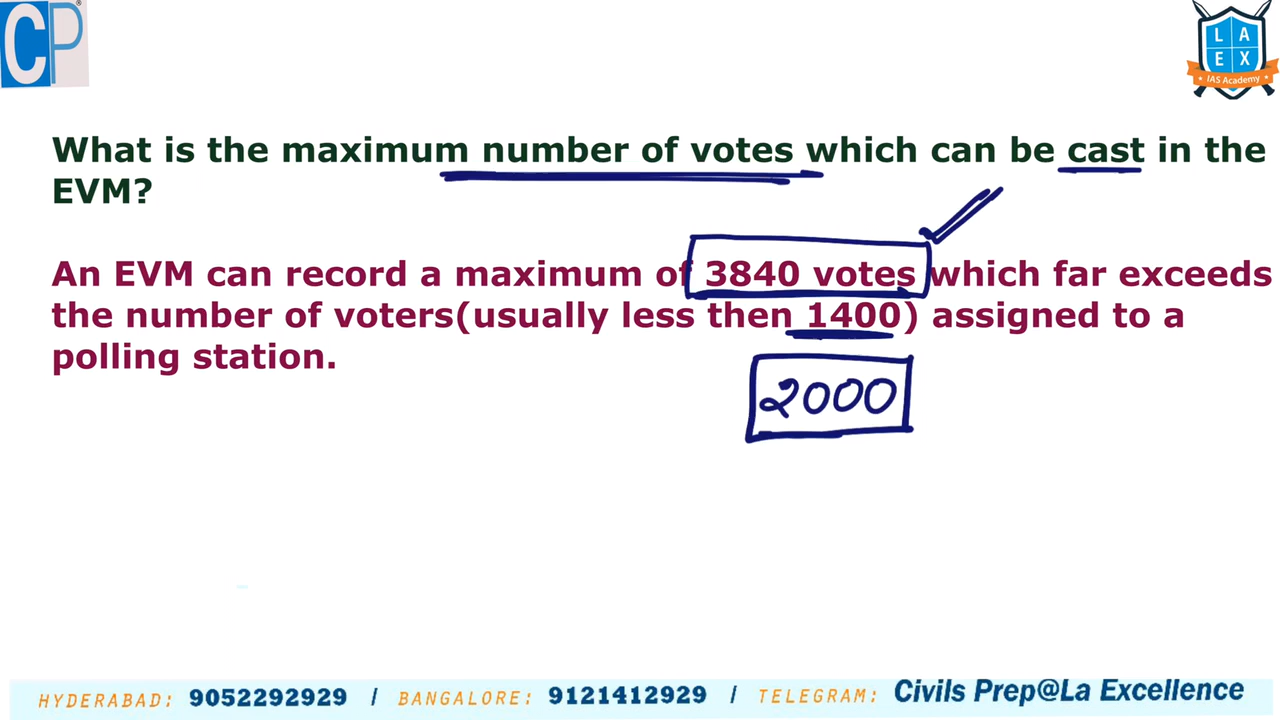 CP
L A
E X
IAS Academy
What is the maximum number of votes which can be cast in the
EVM?
An EVM can record a maximum of 3840 votes which far exceeds
the number of voters(usually less then 1400) assigned to a
polling station.
2000
HYDERABAD: 9052292929 / BANGALORE: 9121412929 / TELEGRAM: Civils Prep@La Excellence